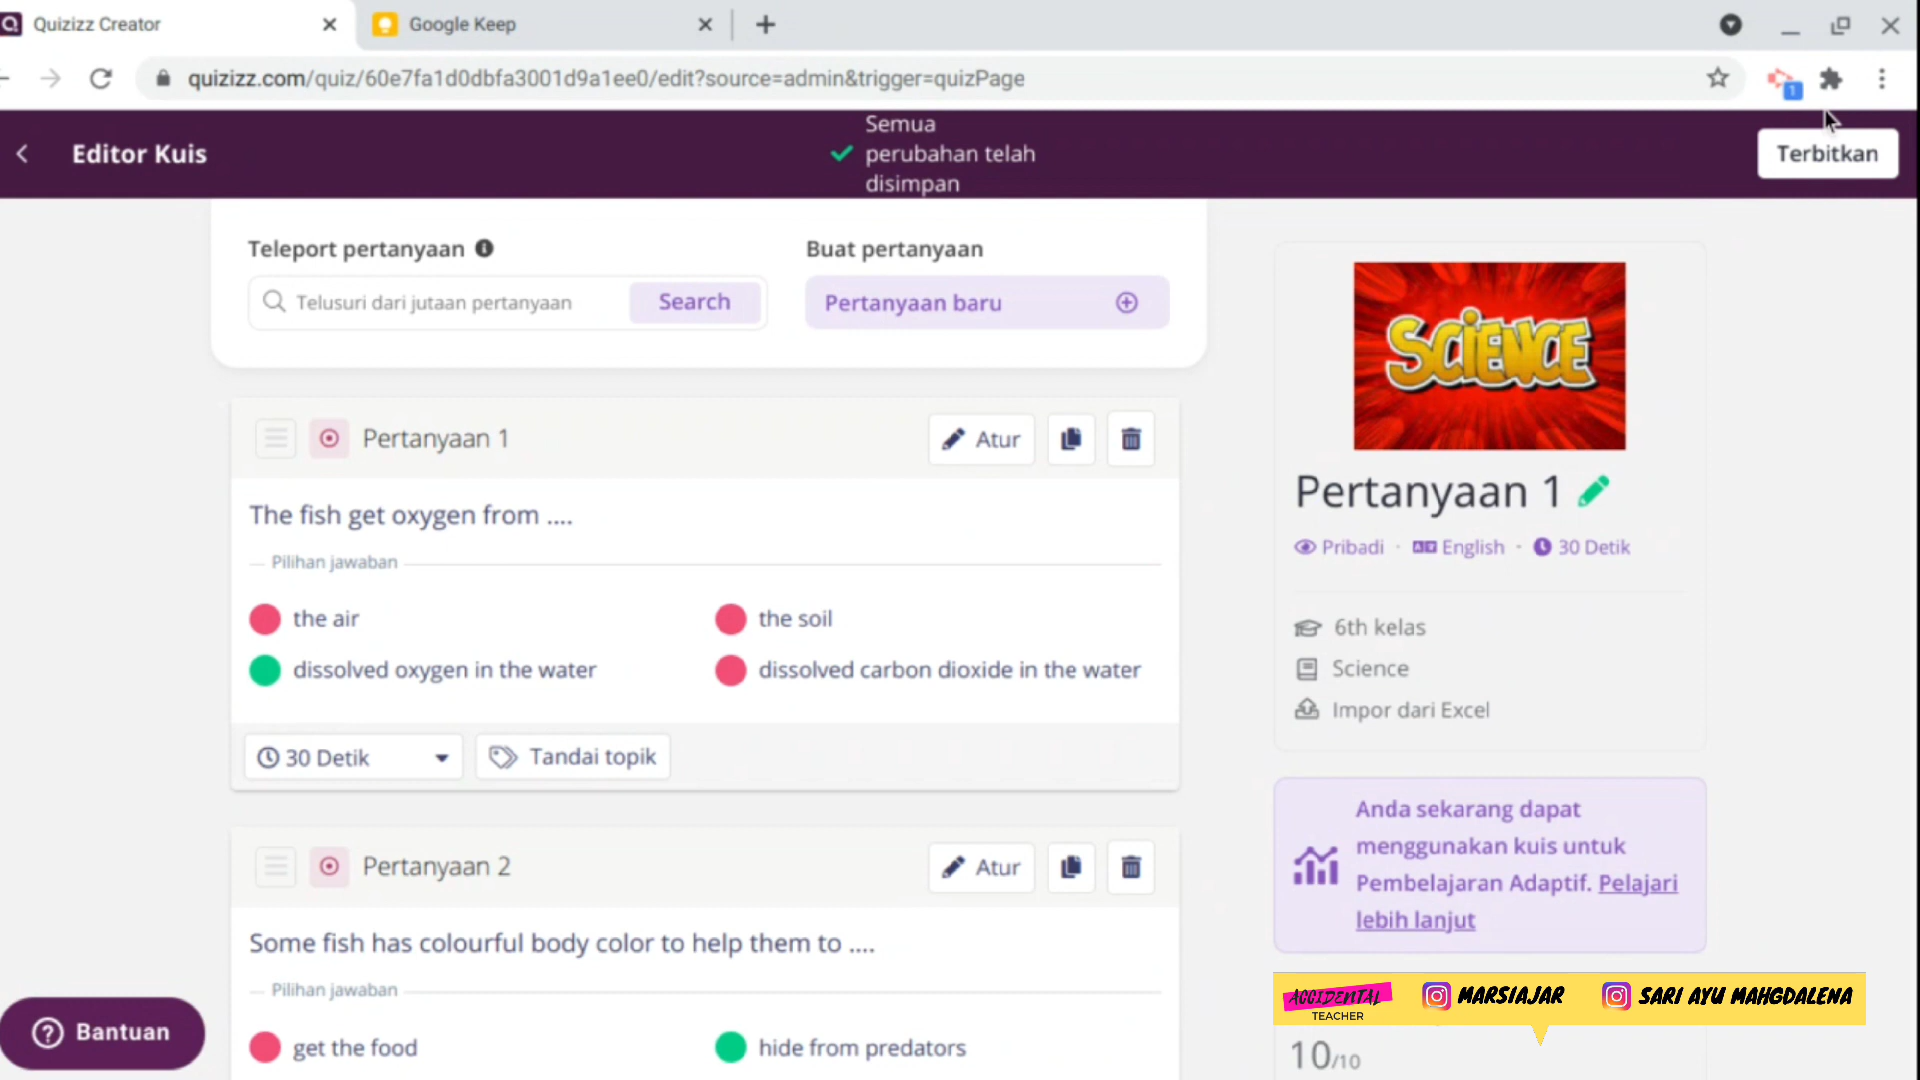 Quizizz Creator
Google Keep
quizizz.com/quiz/60e7fa1d0dbfa3001d9a1ee0/edit?source=admin&trigger=quizPage
1
Editor Kuis
Semua
perubahan telah
disimpan
Terbitkan
Teleport pertanyaan
Buat pertanyaan
Telusuri dari jutaan pertanyaan
Search
Pertanyaan baru
SCIENCE
Pertanyaan 1
Atur
The fish get oxygen from ....
Pilihan jawaban
the air
the soil
dissolved oxygen in the water
dissolved carbon dioxide in the water
30 Detik
Tandai topik
Pertanyaan 2
Atur
Some fish has colourful body color to help them to ....
Pilihan jawaban
get the food
hide from predators
Pertanyaan 1
Pribadi · English · 30 Detik
6th kelas
Science
Impor dari Excel
Anda sekarang dapat
menggunakan kuis untuk
Pembelajaran Adaptif. Pelajari
lebih lanjut
ACCIDENTAL
TEACHER
MARSIAJAR
SARI AYU MAHGDALENA
10/10
Bantuan